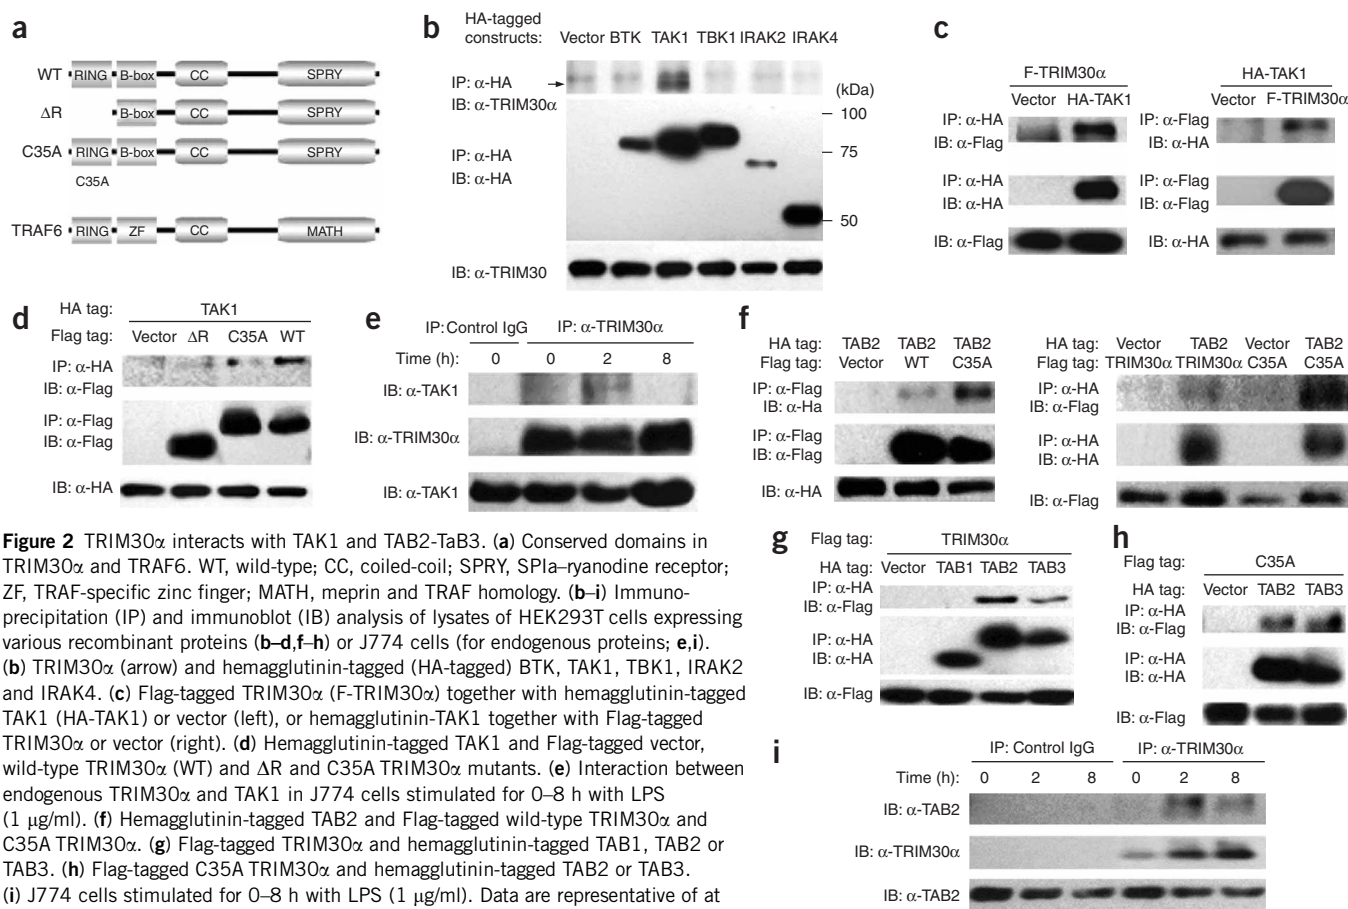 a
WT RING B-box CC SPRY
ΔR B-box CC SPRY
C35A RING B-box CC SPRY
C35A
TRAF6 RING ZF CC MATH
b
HA-tagged
constructs: Vector BTK TAK1 TBK1 IRAK2 IRAK4
IP: α-HA
IB: α-TRIM30α
(kDa)
100
IP: α-HA
IB: α-HA
75
50
IB: α-TRIM30
c
F-TRIM30α
Vector HA-TAK1
IP: α-HA
IB: α-Flag
IP: α-HA
IB: α-HA
IB: α-Flag
HA-TAK1
Vector F-TRIM30α
IP: α-Flag
IB: α-HA
IP: α-Flag
IB: α-Flag
IB: α-HA
d
HA tag: TAK1
Flag tag: Vector ΔR C35A WT
IP: α-HA
IB: α-Flag
IP: α-Flag
IB: α-Flag
IB: α-HA
e
IP: Control IgG IP: α-TRIM30α
Time (h): 0 0 2 8
IB: α-TAK1
IB: α-TRIM30α
IB: α-TAK1
f
HA tag: TAB2 TAB2 TAB2
Flag tag: Vector WT C35A
IP: α-Flag
IB: α-Ha
IP: α-Flag
IB: α-Flag
IB: α-HA
HA tag: Vector TAB2 Vector TAB2
Flag tag: TRIM30α TRIM30α C35A C35A
IP: α-HA
IB: α-Flag
IP: α-HA
IB: α-HA
IB: α-Flag
Figure 2 TRIM30α interacts with TAK1 and TAB2-TaB3. (a) Conserved domains in
TRIM30α and TRAF6. WT, wild-type; CC, coiled-coil; SPRY, SPIa–ryanodine receptor;
ZF, TRAF-specific zinc finger; MATH, meprin and TRAF homology. (b–i) Immuno-
precipitation (IP) and immunoblot (IB) analysis of lysates of HEK293T cells expressing
various recombinant proteins (b–d,f–h) or J774 cells (for endogenous proteins; e,i).
(b) TRIM30α (arrow) and hemagglutinin-tagged (HA-tagged) BTK, TAK1, TBK1, IRAK2
and IRAK4. (c) Flag-tagged TRIM30α (F-TRIM30α) together with hemagglutinin-tagged
TAK1 (HA-TAK1) or vector (left), or hemagglutinin-TAK1 together with Flag-tagged
TRIM30α or vector (right). (d) Hemagglutinin-tagged TAK1 and Flag-tagged vector,
wild-type TRIM30α (WT) and ΔR and C35A TRIM30α mutants. (e) Interaction between
endogenous TRIM30α and TAK1 in J774 cells stimulated for 0–8 h with LPS
(1 μg/ml). (f) Hemagglutinin-tagged TAB2 and Flag-tagged wild-type TRIM30α and
C35A TRIM30α. (g) Flag-tagged TRIM30α and hemagglutinin-tagged TAB1, TAB2 or
TAB3. (h) Flag-tagged C35A TRIM30α and hemagglutinin-tagged TAB2 or TAB3.
(i) J774 cells stimulated for 0–8 h with LPS (1 μg/ml). Data are representative of at
g
Flag tag: TRIM30α
HA tag: Vector TAB1 TAB2 TAB3
IP: α-HA
IB: α-Flag
IP: α-HA
IB: α-HA
IB: α-Flag
h
Flag tag: C35A
HA tag: Vector TAB2 TAB3
IP: α-HA
IB: α-Flag
IP: α-HA
IB: α-HA
IB: α-Flag
i
IP: Control IgG IP: α-TRIM30α
Time (h): 0 2 8 0 2 8
IB: α-TAB2
IB: α-TRIM30α
IB: α-TAB2